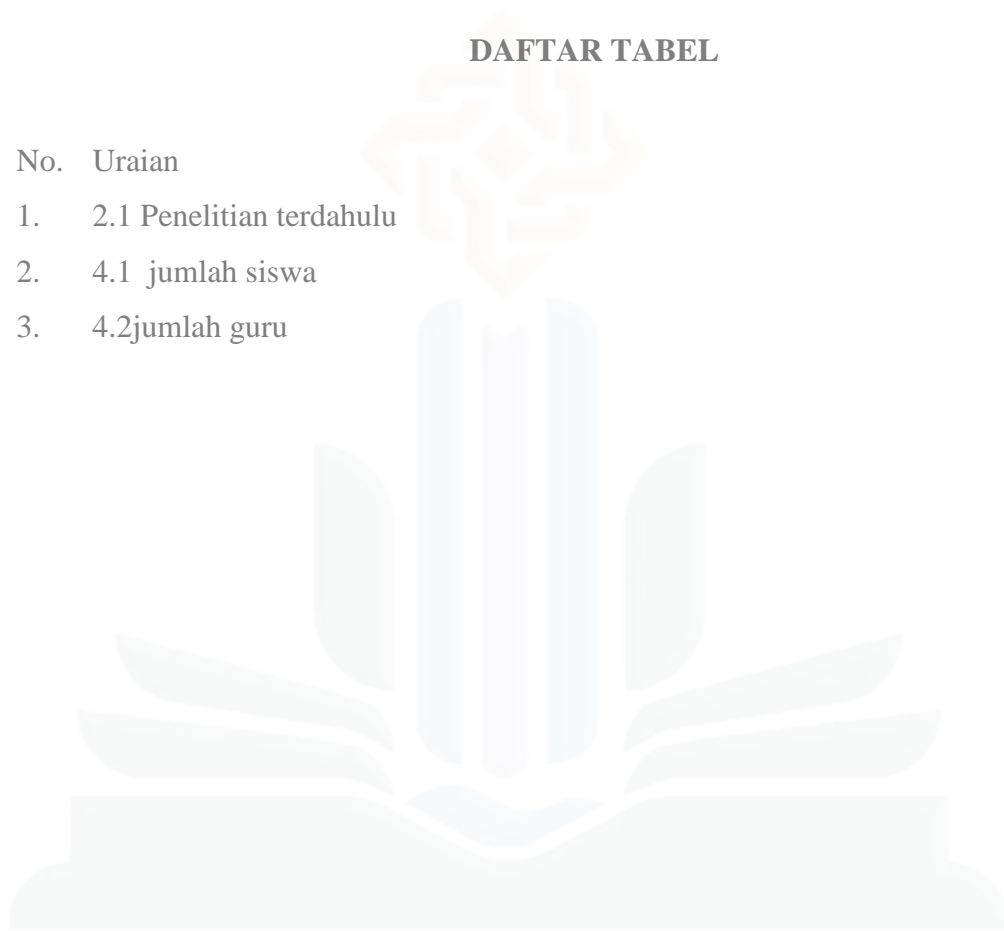 DAFTAR TABEL
No. Uraian
1. 2.1 Penelitian terdahulu
2. 4.1 jumlah siswa
3. 4.2jumlah guru